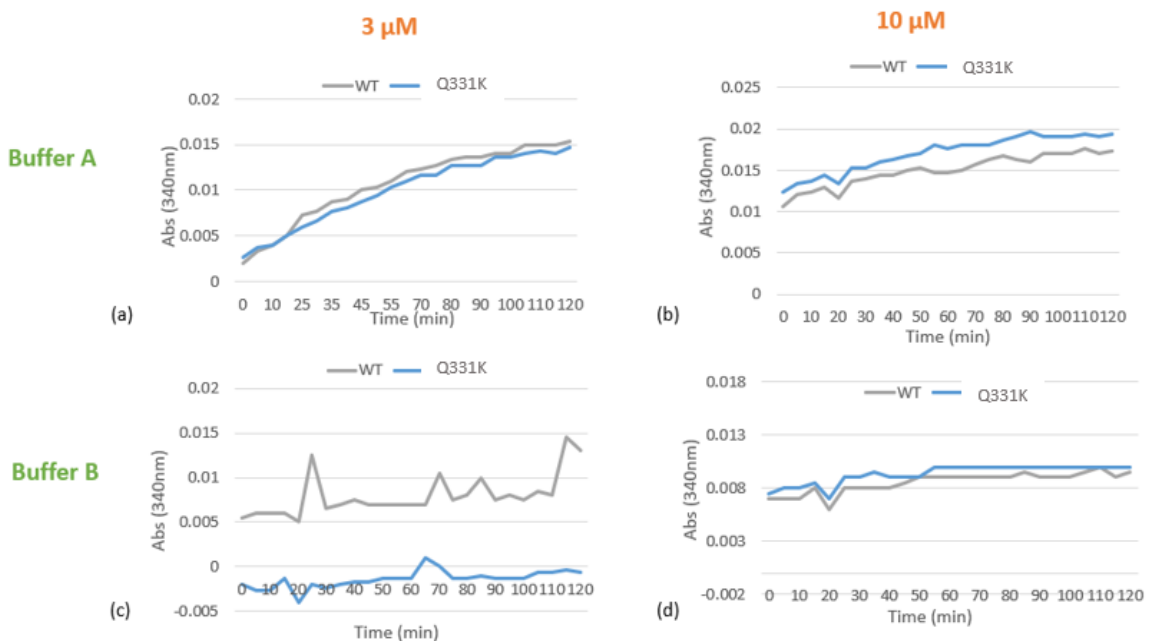 3 µM
10 µM
Buffer A
WT Q331K
0.02
0.015
0.01
0.005
0
Abs (340nm)
0 10 25 35 45 55 70 80 90 100 110 120
Time (min)
(a)
WT Q331K
0.025
0.02
0.015
0.01
0.005
0
Abs (340nm)
0 10 20 30 40 50 60 70 80 90 100 110 120
Time (min)
(b)
Buffer B
WT Q331K
0.02
0.015
0.01
0.005
0
-0.005
Abs (340nm)
0 10 20 30 40 50 60 70 80 90 100 110 120
Time (min)
(c)
WT Q331K
0.018
0.013
0.008
0.003
-0.002
Abs (340nm)
0 10 20 30 40 50 60 70 80 90 100 110 120
Time (min)
(d)